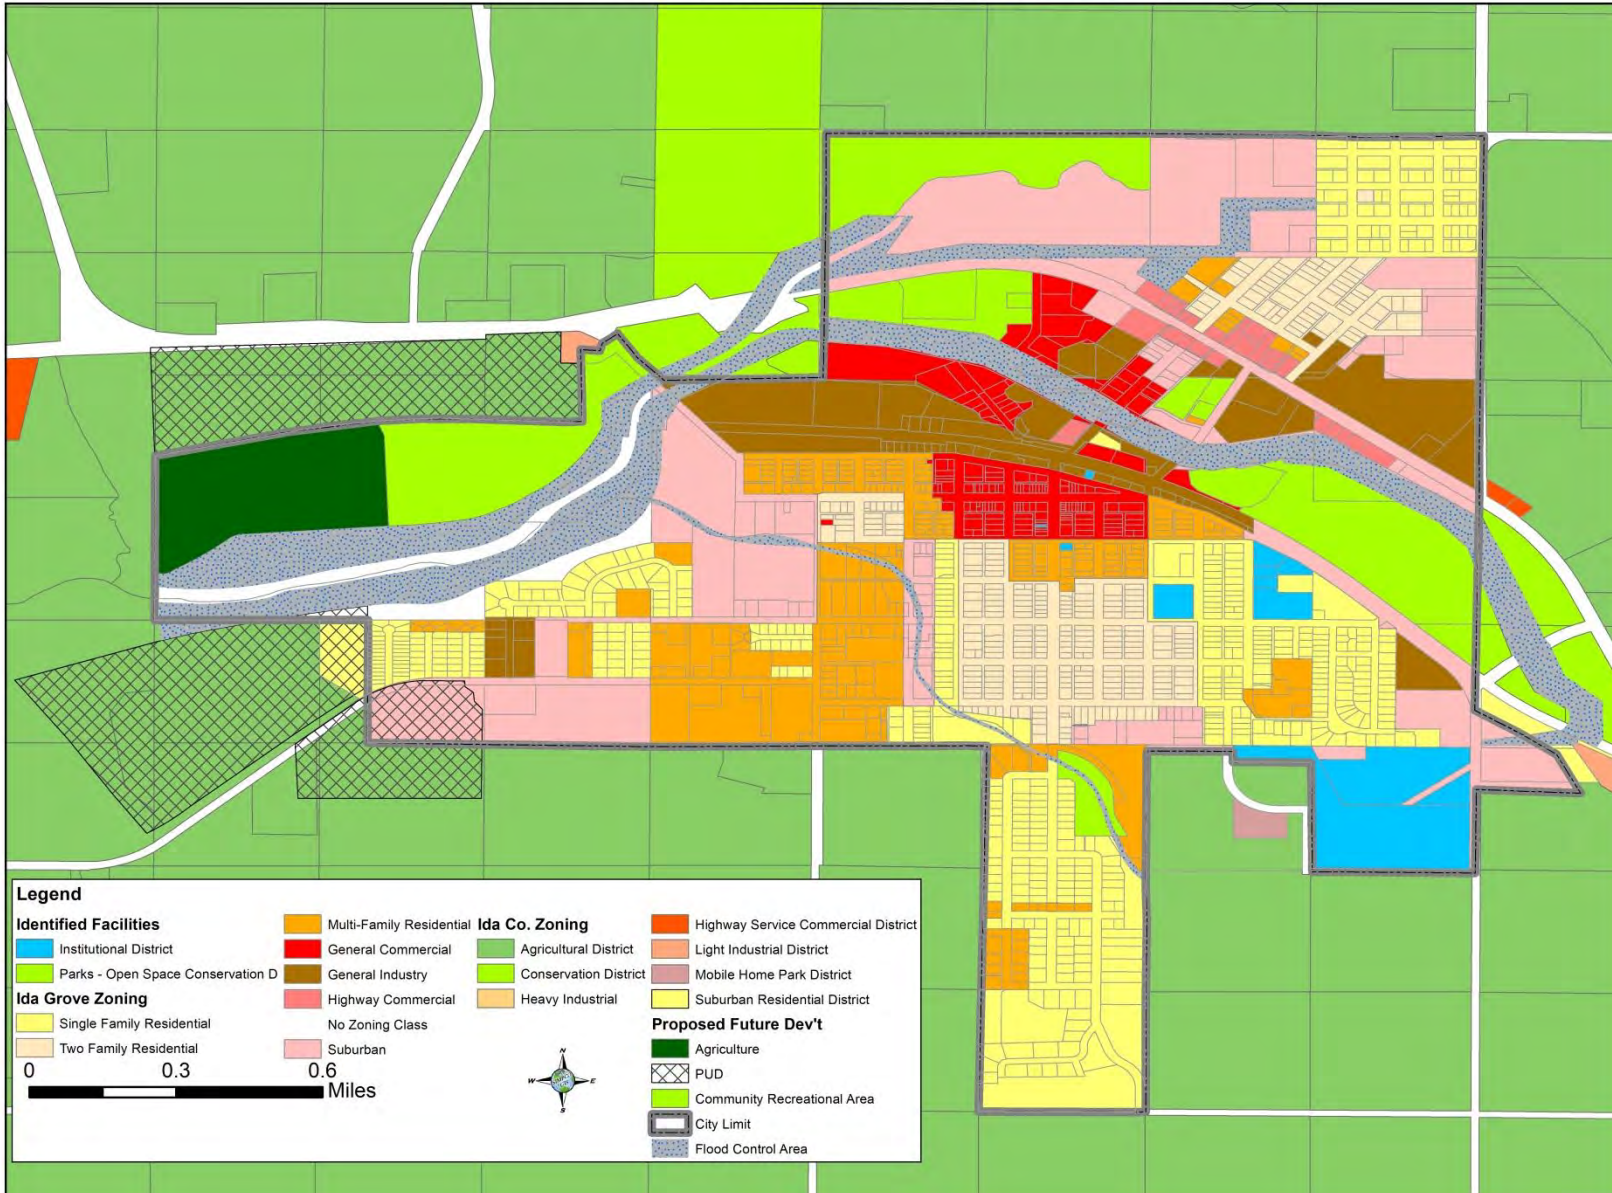 Legend
Identified Facilities
Institutional District
Parks - Open Space Conservation D
Ida Grove Zoning
Single Family Residential
Two Family Residential
Multi-Family Residential
General Commercial
General Industry
Highway Commercial
No Zoning Class
Suburban
Ida Co. Zoning
Agricultural District
Conservation District
Heavy Industrial
Highway Service Commercial District
Light Industrial District
Mobile Home Park District
Suburban Residential District
Proposed Future Dev't
Agriculture
PUD
Community Recreational Area
City Limit
Flood Control Area
0 0.3 0.6
Miles
N
W E
S